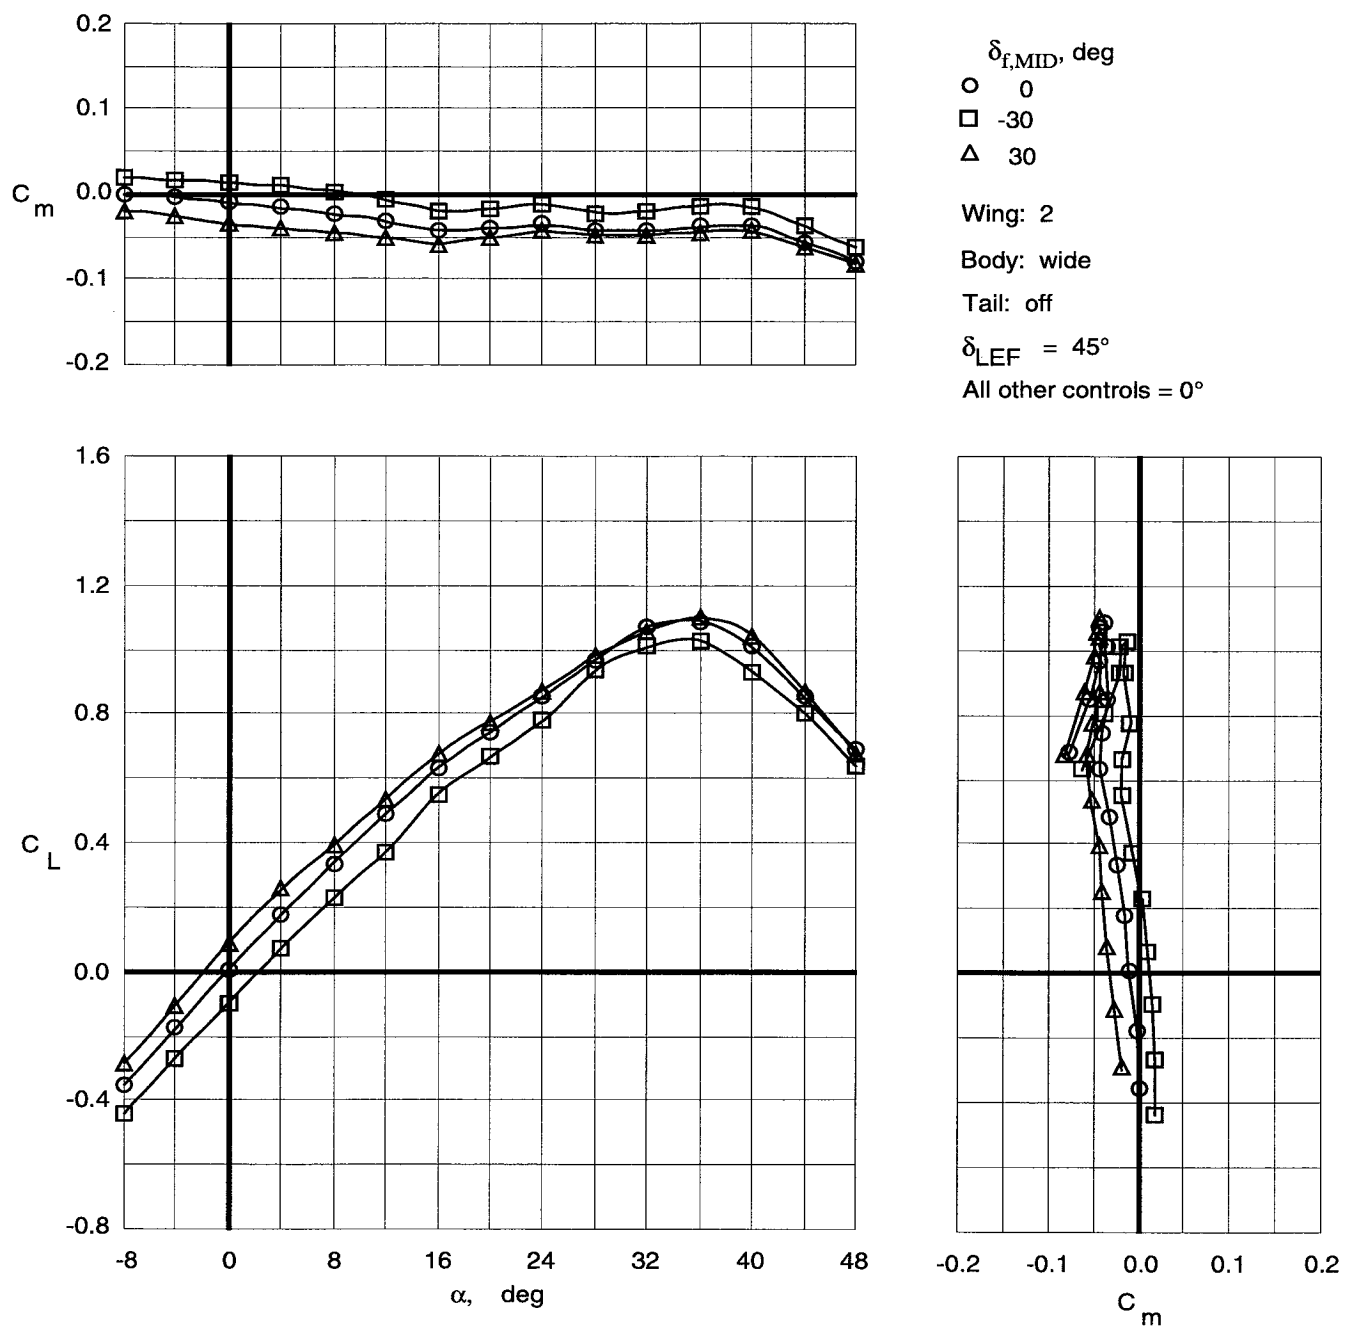 0.2
0.1
0.0
-0.1
-0.2
C m
δf,MID, deg
0
-30
30
Wing: 2
Body: wide
Tail: off
δLEF = 45°
All other controls = 0°
1.6
1.2
0.8
0.4
0.0
-0.4
-0.8
C L
-8 0 8 16 24 32 40 48
α, deg
-0.2 -0.1 0.0 0.1 0.2
C m